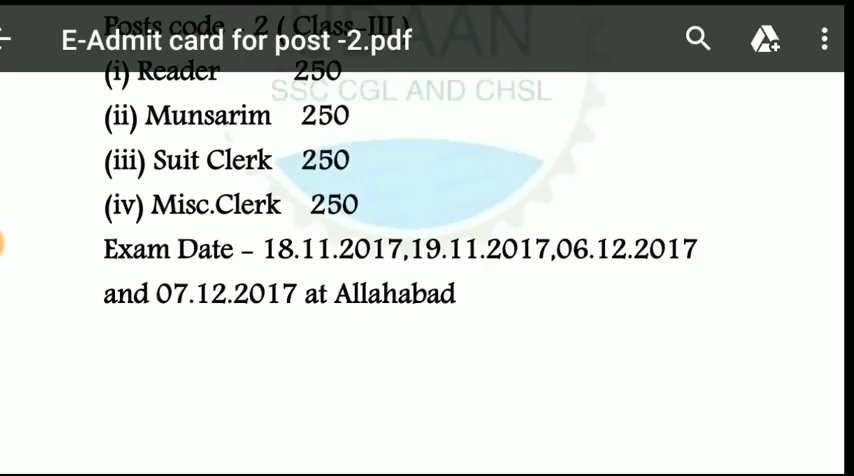 Posts code - 2 ( Class-III )
E-Admit card for post -2.pdf
(i) Reader 250
SSC CGL AND CHSL
(ii) Munsarim 250
(iii) Suit Clerk 250
(iv) Misc.Clerk 250
Exam Date – 18.11.2017,19.11.2017,06.12.2017
and 07.12.2017 at Allahabad